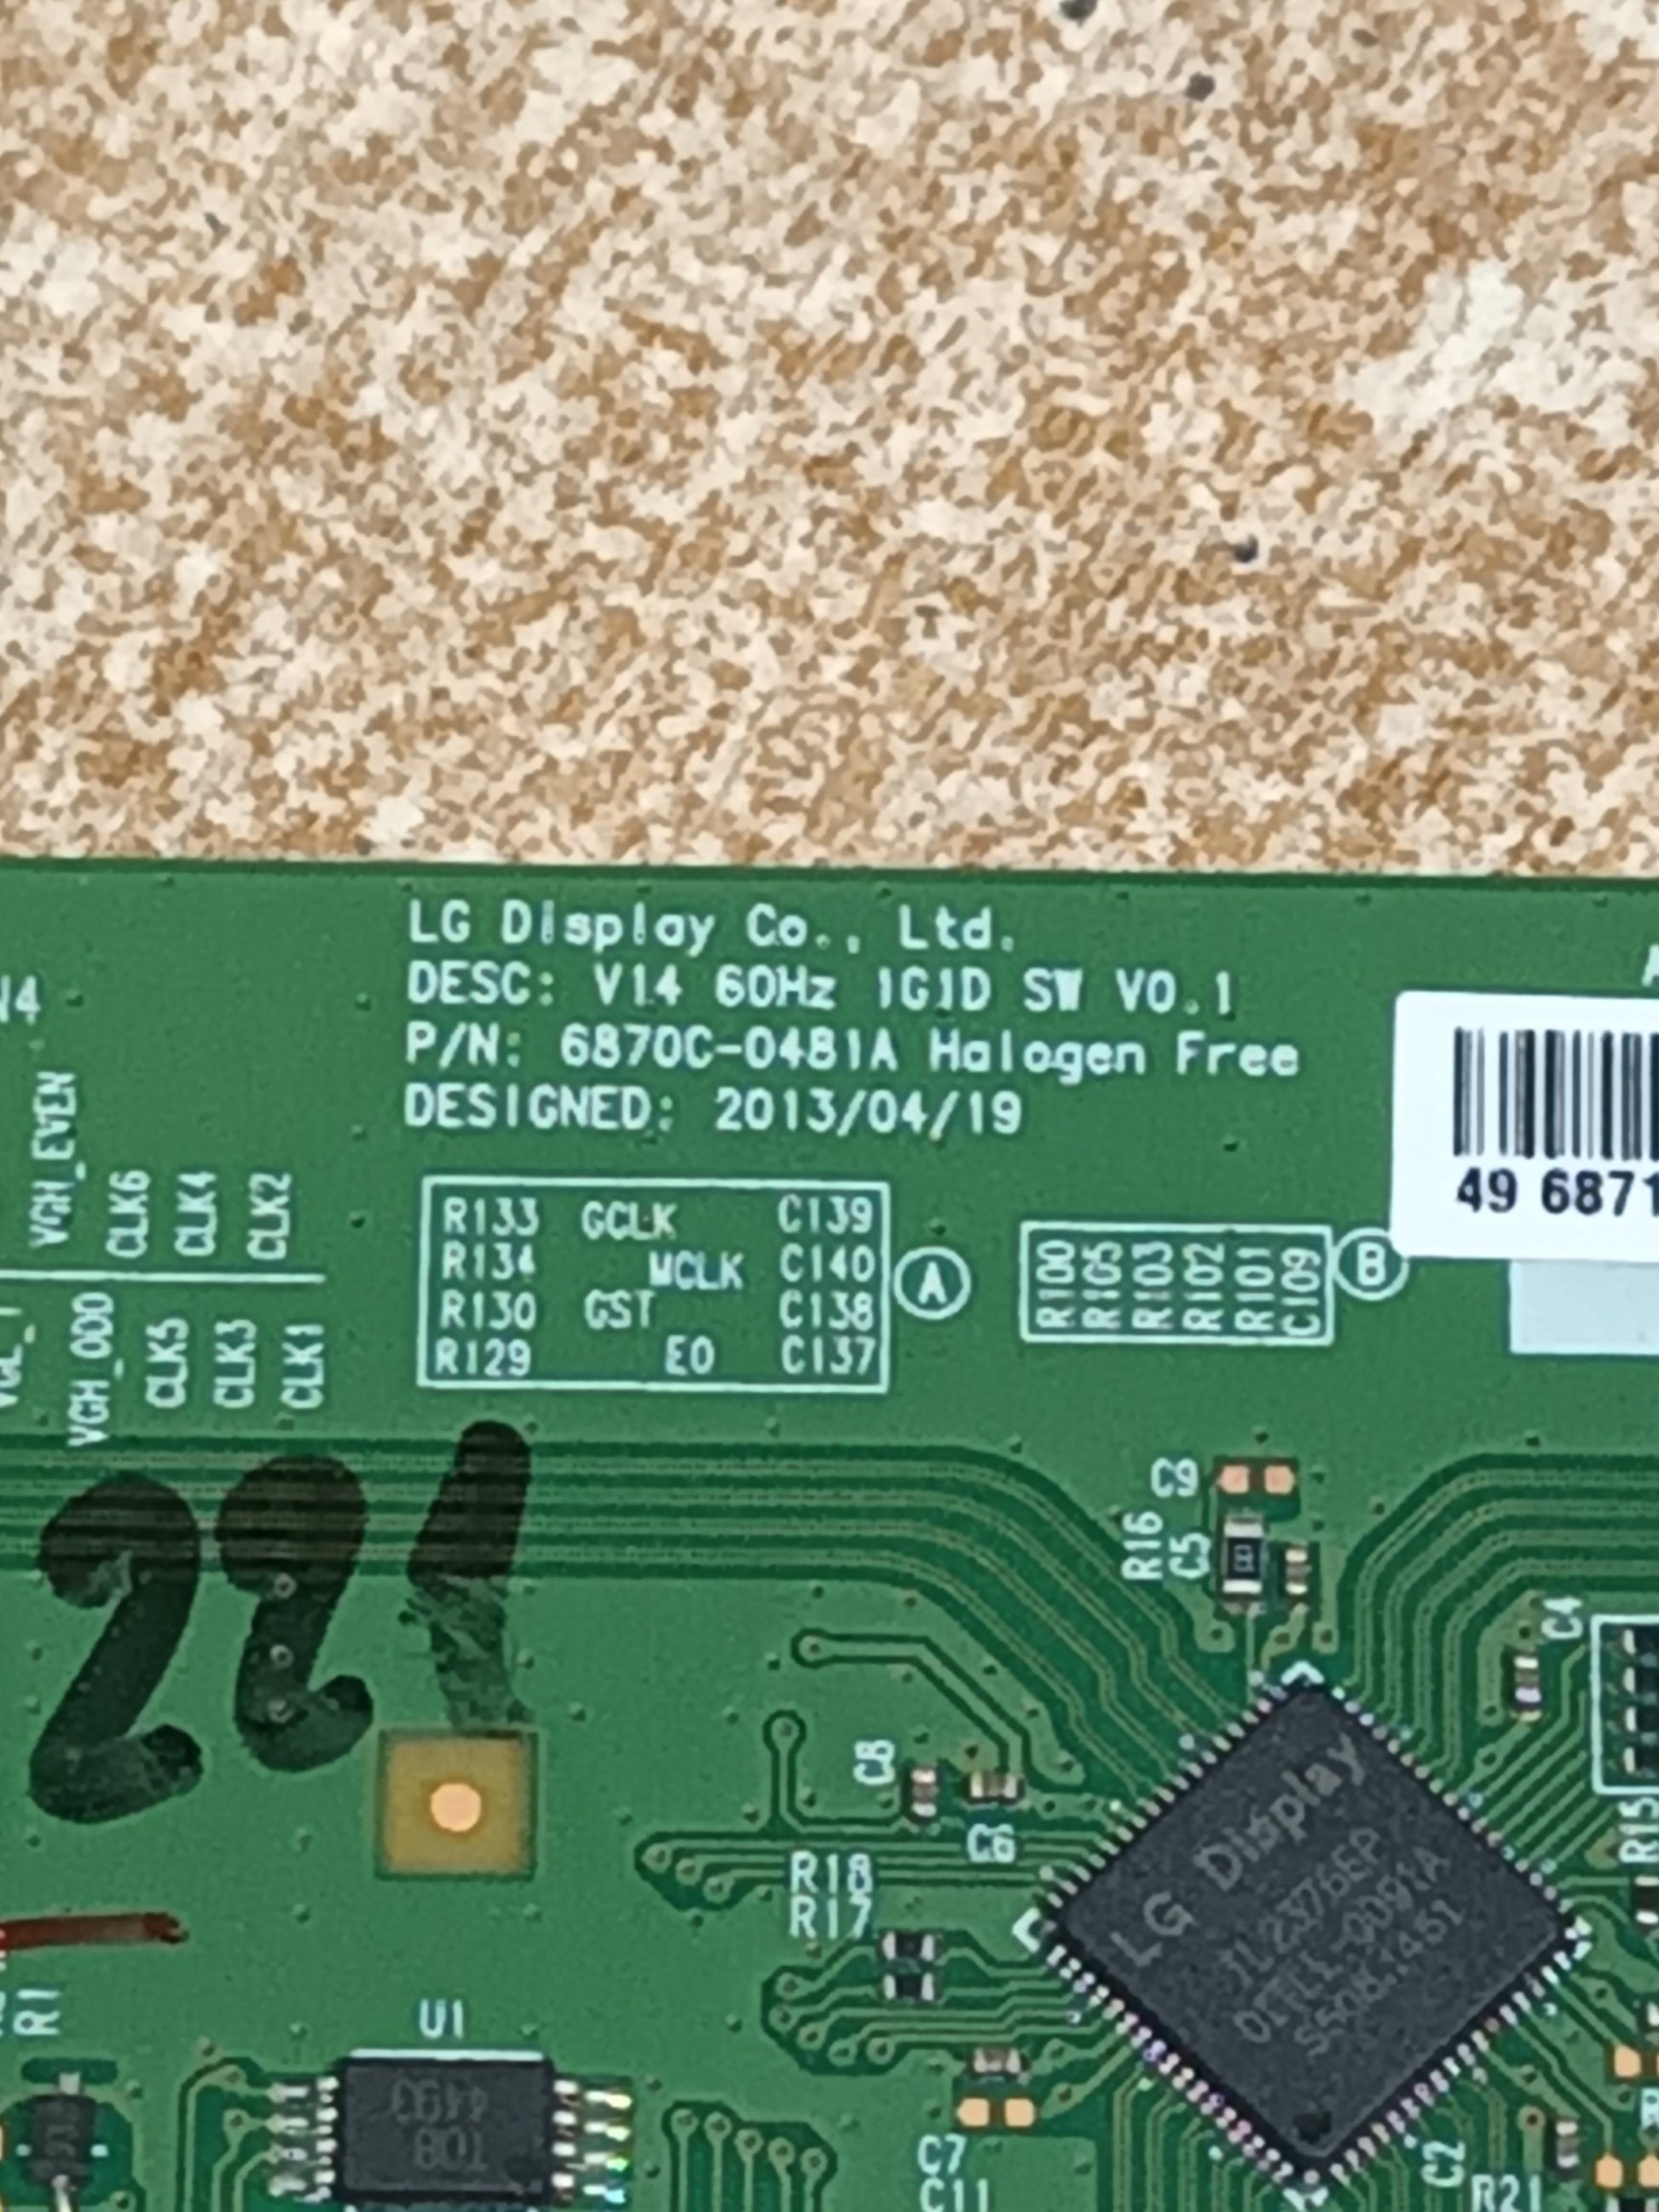 LG Display Co., Ltd.
DESC: V14 60Hz 1G1D SW V0.1
P/N: 6870C-0481A Halogen Free
DESIGNED: 2013/04/19
VGH_EVEN
CLK6
CLK4
CLK2
VGH_ODD
CLK5
CLK3
CLK1
R133 GCLK C139
R134 MCLK C140
R130 GST C138
R129 EO C137
A
R100
R105
R103
R102
R101
C109
B
49 6871
221
C9
R16
C5
C4
C8
C6
R18
R17
R15
LG Display
R1
U1
C7
C11
C2
R21